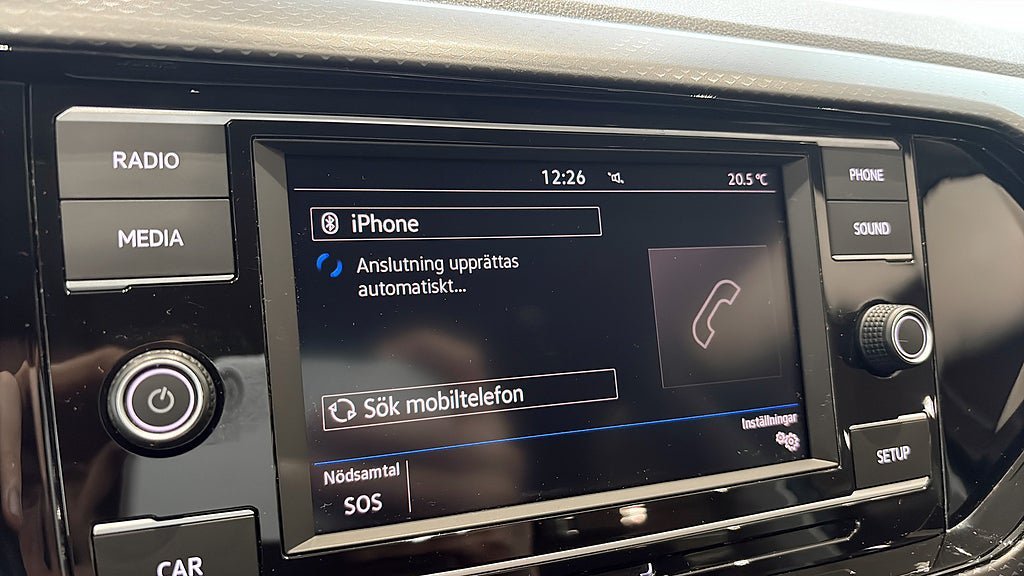 RADIO
MEDIA
CAR
12:26
20.5 °C
iPhone
Anslutning upprättas
automatiskt...
Sök mobiltelefon
Inställningar
Nödsamtal
SOS
PHONE
SOUND
SETUP